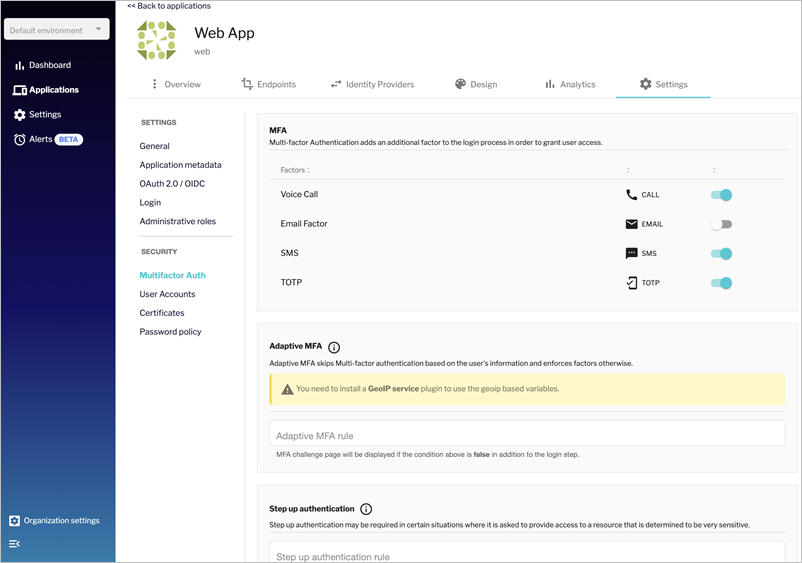 << Back to applications
Default environment
Dashboard
Applications
Settings
Alerts BETA
Organization settings
Web App
web
Overview
Endpoints
Identity Providers
Design
Analytics
Settings
SETTINGS
General
Application metadata
OAuth 2.0 / OIDC
Login
Administrative roles
SECURITY
Multifactor Auth
User Accounts
Certificates
Password policy
MFA
Multi-factor Authentication adds an additional factor to the login process in order to grant user access.
Factors
Voice Call CALL
Email Factor EMAIL
SMS SMS
TOTP TOTP
Adaptive MFA
Adaptive MFA skips Multi-factor authentication based on the user's information and enforces factors otherwise.
You need to install a GeoIP service plugin to use the geoip based variables.
Adaptive MFA rule
MFA challenge page will be displayed if the condition above is false in addition to the login step.
Step up authentication
Step up authentication may be required in certain situations where it is asked to provide access to a resource that is determined to be very sensitive.
Step up authentication rule